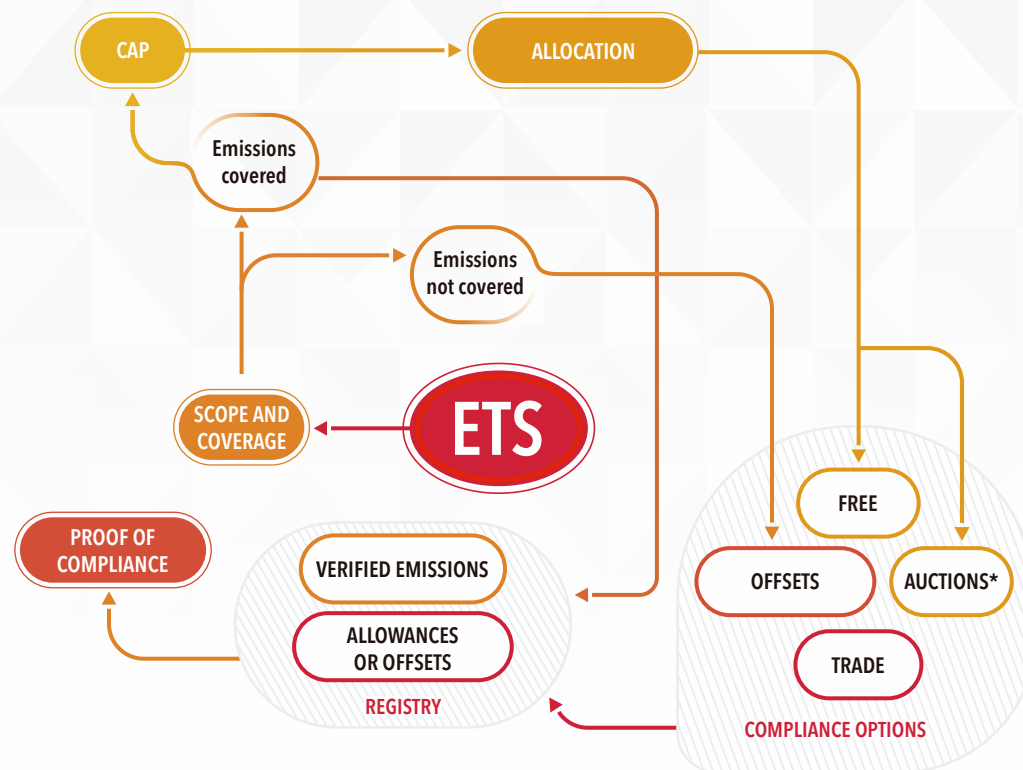 CAP
ALLOCATION
Emissions
covered
Emissions
not covered
ETS
SCOPE AND
COVERAGE
FREE
PROOF OF
COMPLIANCE
VERIFIED EMISSIONS
OFFSETS
AUCTIONS*
ALLOWANCES
OR OFFSETS
TRADE
REGISTRY
COMPLIANCE OPTIONS